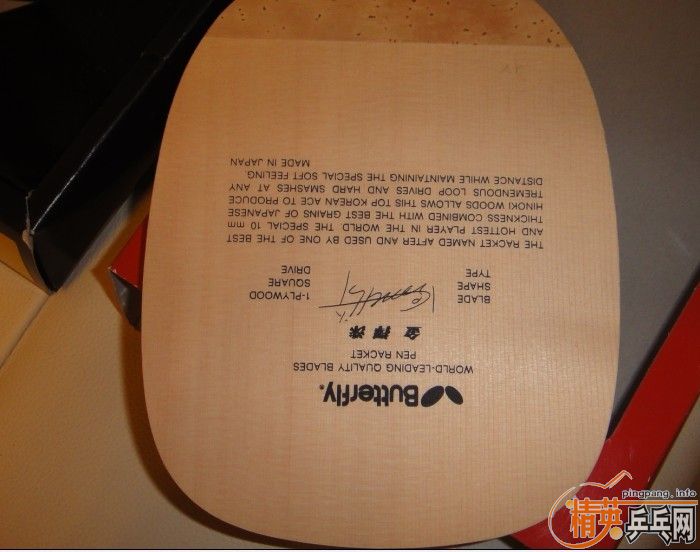 Butterfly.
WORLD-LEADING QUALITY BLADES
PEN RACKET
金擇洙
BLADE 1-PLYWOOD
SHAPE SQUARE
TYPE DRIVE
THE RACKET NAMED AFTER AND USED BY ONE OF THE BEST
AND HOTTEST PLAYER IN THE WORLD. THE SPECIAL 10 mm
THICKNESS COMBINED WITH THE BEST GRAINS OF JAPANESE
HINOKI WOODS ALLOWS THIS TOP KOREAN ACE TO PRODUCE
TREMENDOUS LOOP DRIVES AND HARD SMASHES AT ANY
DISTANCE WHILE MAINTAINING THE SPECIAL SOFT FEELING.
MADE IN JAPAN
pingpang.info
精英乒乓网